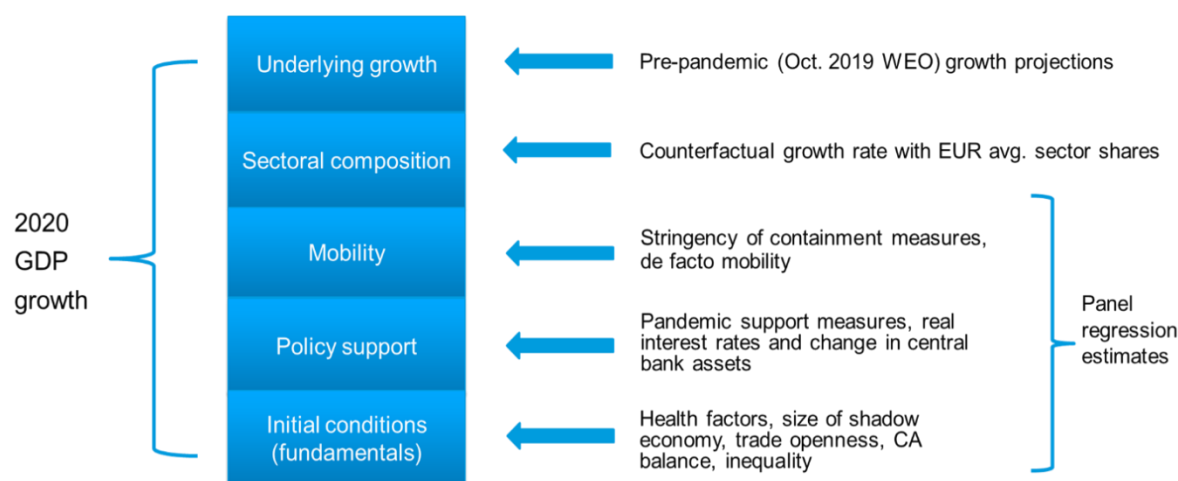 2020
GDP
growth
Underlying growth
Pre-pandemic (Oct. 2019 WEO) growth projections
Sectoral composition
Counterfactual growth rate with EUR avg. sector shares
Mobility
Stringency of containment measures,
de facto mobility
Policy support
Pandemic support measures, real
interest rates and change in central
bank assets
Initial conditions
(fundamentals)
Health factors, size of shadow
economy, trade openness, CA
balance, inequality
Panel
regression
estimates